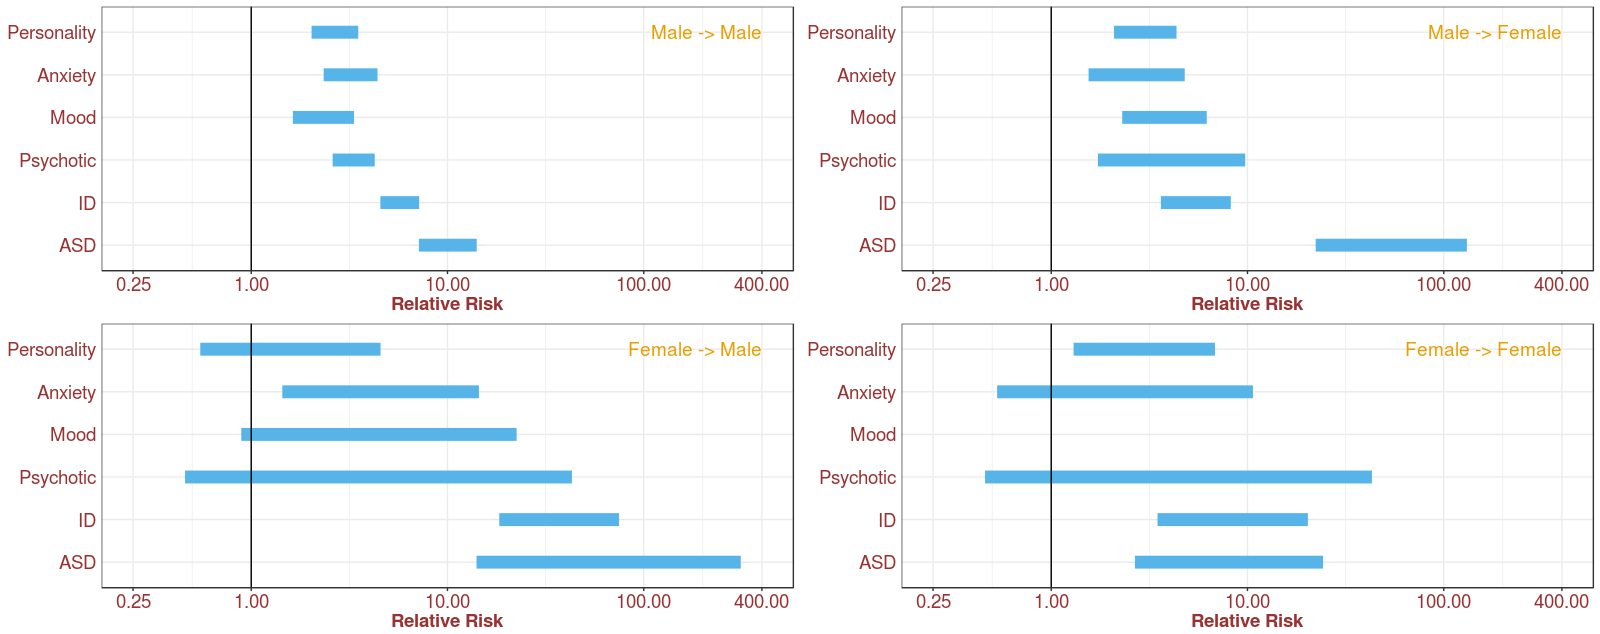 Personality
Anxiety
Mood
Psychotic
ID
ASD
Male -> Male
0.25 1.00 10.00 100.00 400.00
Relative Risk
Personality
Anxiety
Mood
Psychotic
ID
ASD
Male -> Female
0.25 1.00 10.00 100.00 400.00
Relative Risk
Personality
Anxiety
Mood
Psychotic
ID
ASD
Female -> Male
0.25 1.00 10.00 100.00 400.00
Relative Risk
Personality
Anxiety
Mood
Psychotic
ID
ASD
Female -> Female
0.25 1.00 10.00 100.00 400.00
Relative Risk